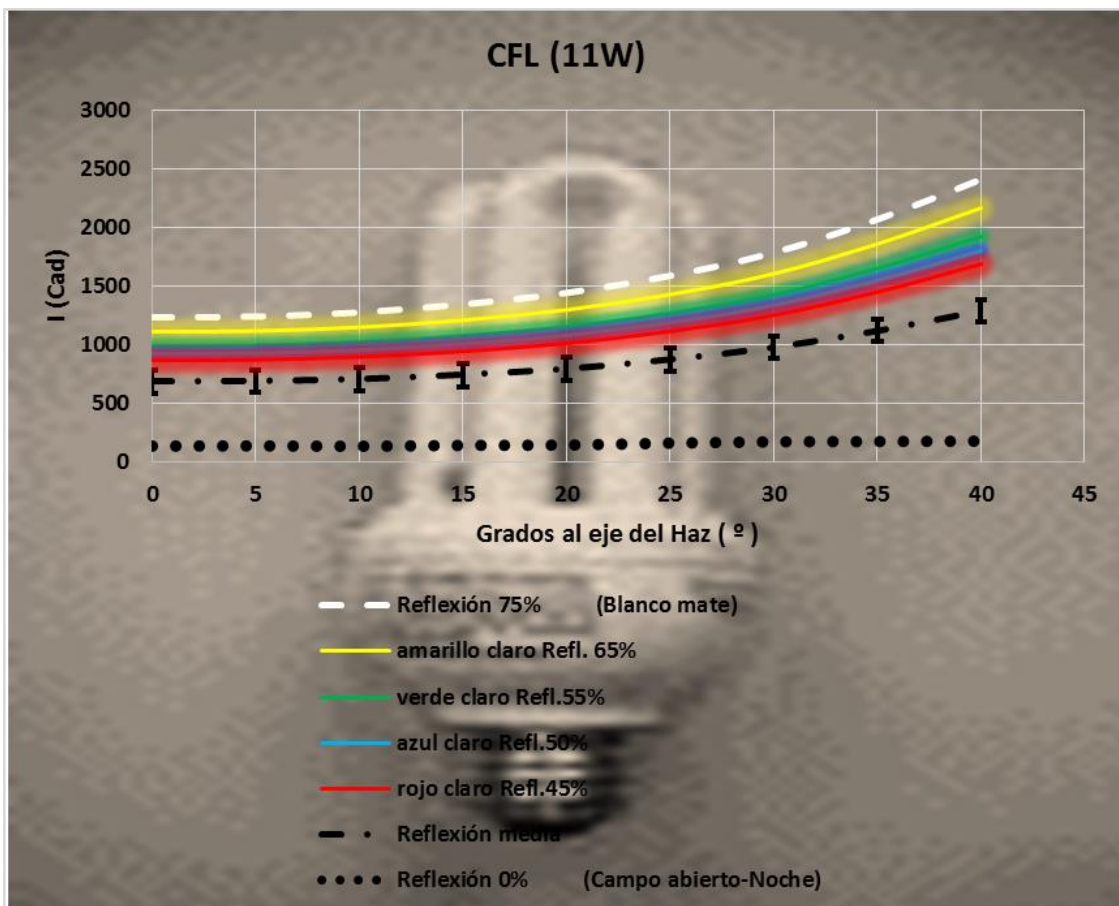 CFL (11W)
3000
2500
2000
1500
1000
500
0
I (Cad)
0 5 10 15 20 25 30 35 40 45
Grados al eje del Haz ( º )
Reflexión 75% (Blanco mate)
amarillo claro Refl. 65%
verde claro Refl.55%
azul claro Refl.50%
rojo claro Refl.45%
Reflexión media
Reflexión 0% (Campo abierto-Noche)